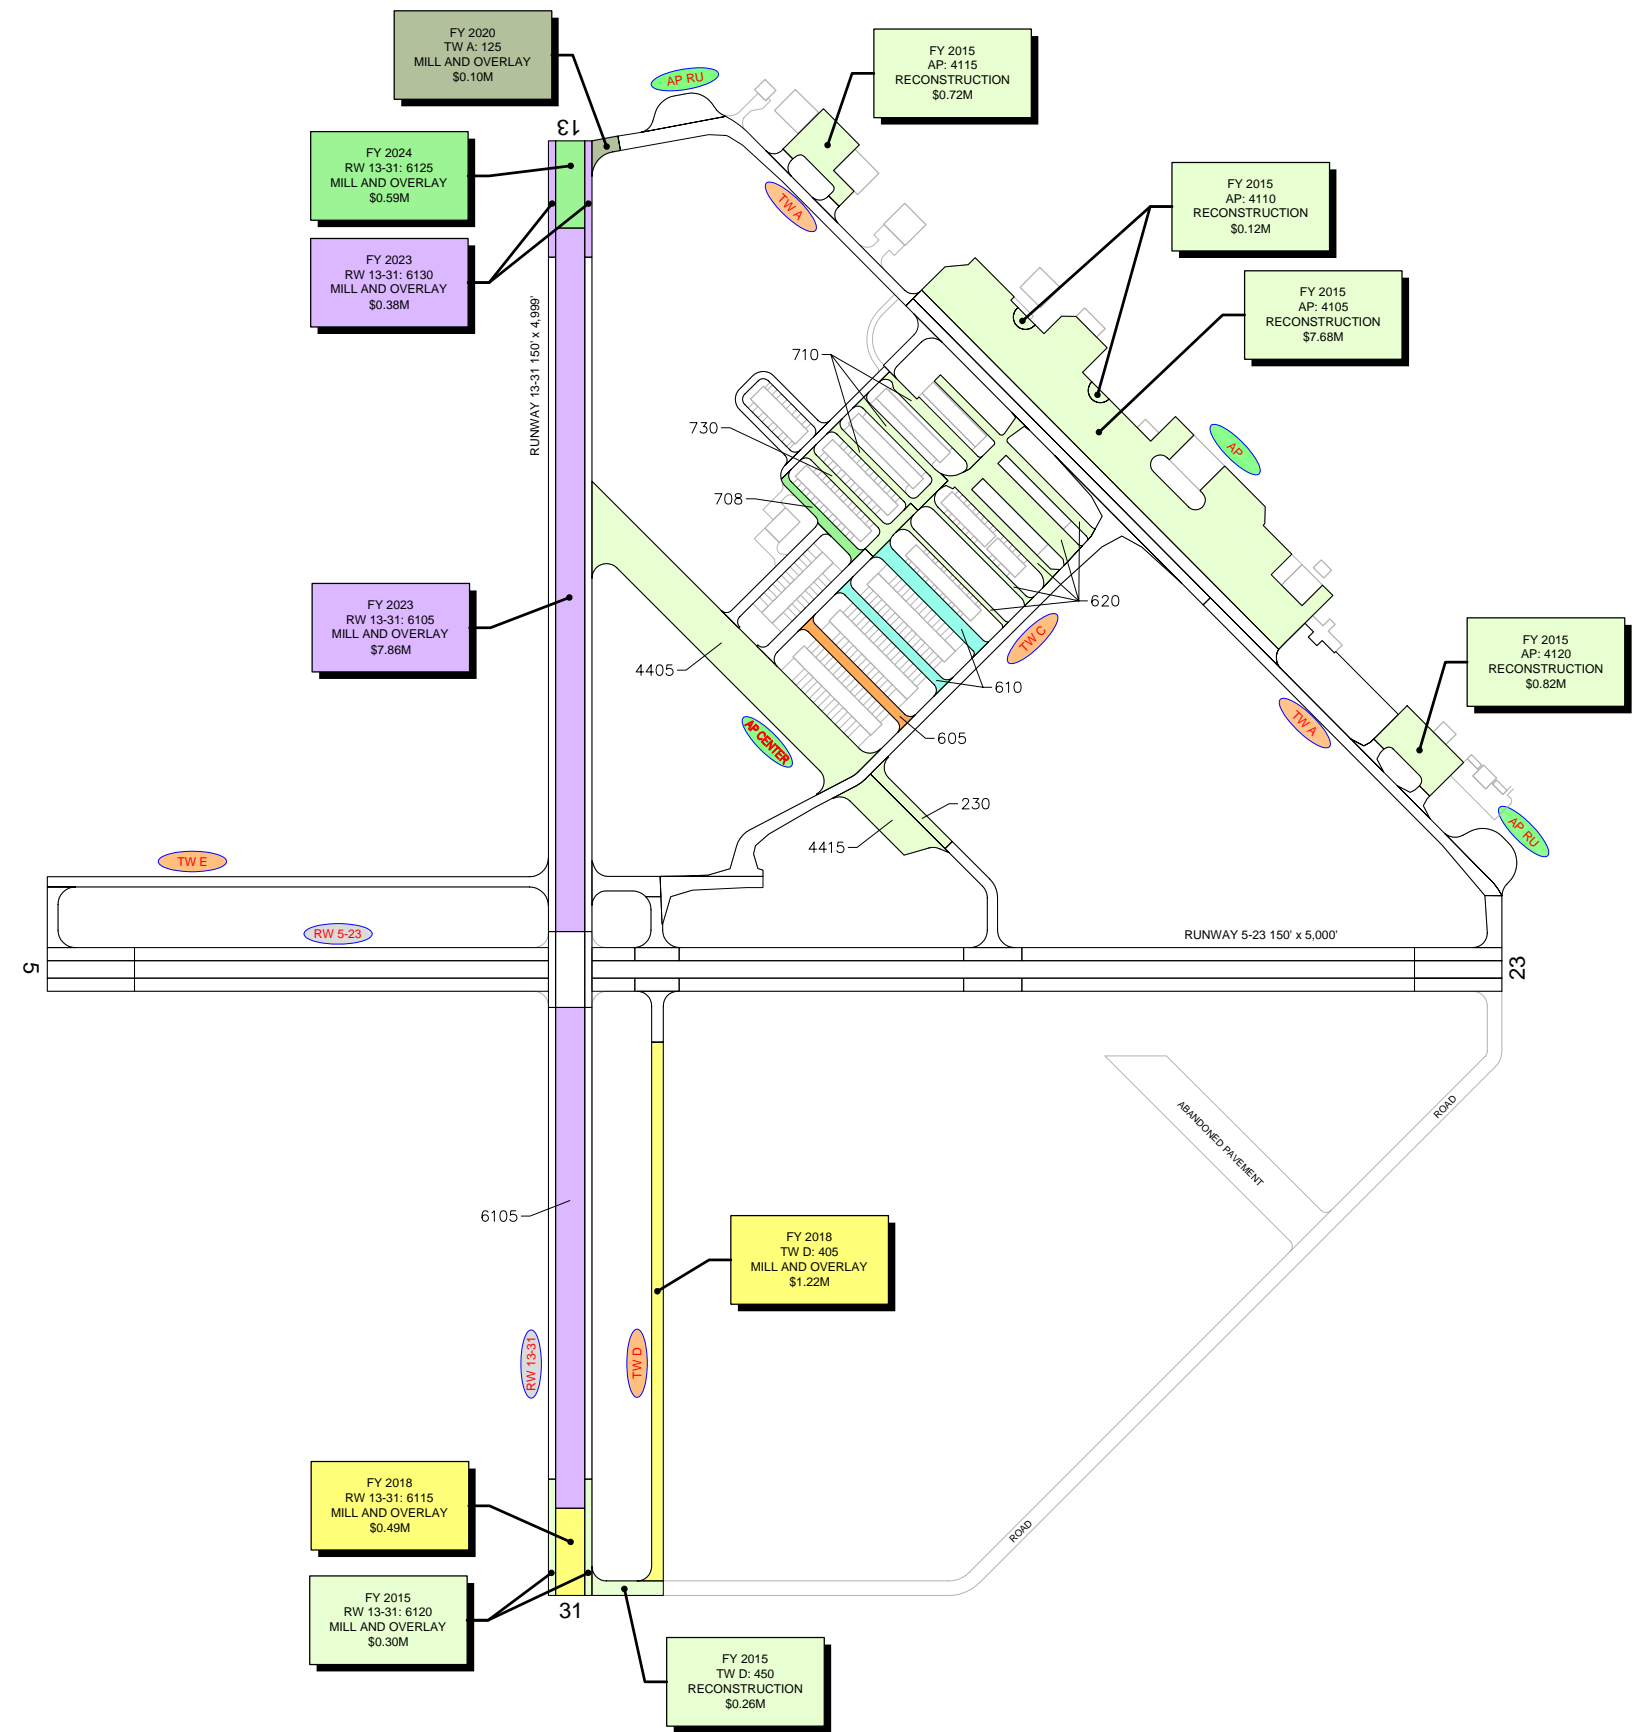 FY 2020
TW A: 125
MILL AND OVERLAY
$0.10M
FY 2015
AP: 4115
RECONSTRUCTION
$0.72M
AP RU
13
FY 2024
RW 13-31: 6125
MILL AND OVERLAY
$0.59M
TW A
FY 2015
AP: 4110
RECONSTRUCTION
$0.12M
FY 2023
RW 13-31: 6130
MILL AND OVERLAY
$0.38M
FY 2015
AP: 4105
RECONSTRUCTION
$7.68M
RUNWAY 13-31 150' x 4,999'
710
730
708
AP
620
FY 2023
RW 13-31: 6105
MILL AND OVERLAY
$7.86M
TW C
4405
610
605
AP CENTER
FY 2015
AP: 4120
RECONSTRUCTION
$0.82M
TW A
230
4415
AP RU
TW E
RW 5-23
RUNWAY 5-23 150' x 5,000'
5
23
ABANDONED PAVEMENT
ROAD
6105
FY 2018
TW D: 405
MILL AND OVERLAY
$1.22M
RW 13-31
TW D
FY 2018
RW 13-31: 6115
MILL AND OVERLAY
$0.49M
ROAD
FY 2015
RW 13-31: 6120
MILL AND OVERLAY
$0.30M
31
FY 2015
TW D: 450
RECONSTRUCTION
$0.26M